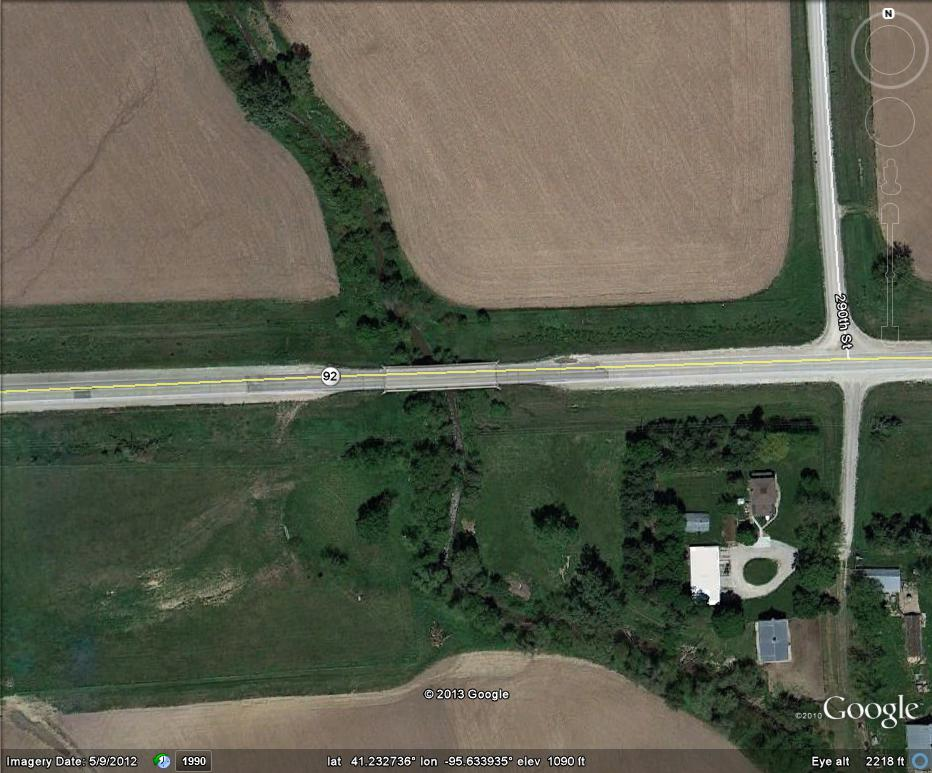 N
290th St
92
© 2013 Google
©2010 Google
Imagery Date: 5/9/2012 1990 lat 41.232736° lon -95.633935° elev 1090 ft Eye alt 2218 ft